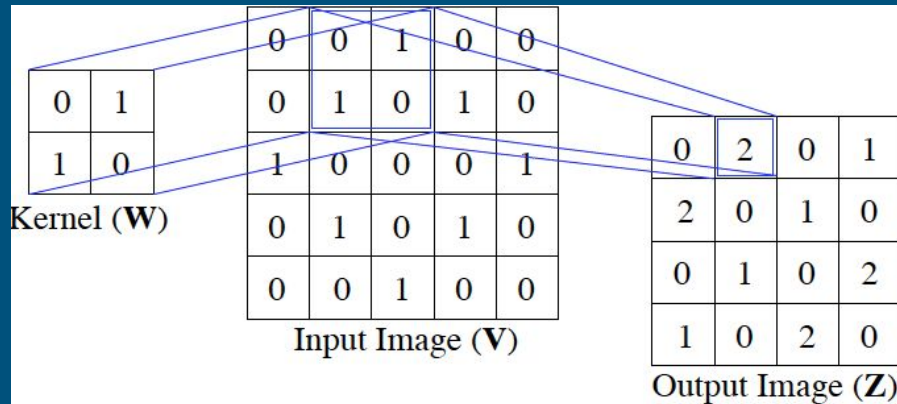 0 1
1 0
Kernel (W)
0 0 1 0 0
0 1 0 1 0
1 0 0 0 1
0 1 0 1 0
0 0 1 0 0
Input Image (V)
0 2 0 1
2 0 1 0
0 1 0 2
1 0 2 0
Output Image (Z)